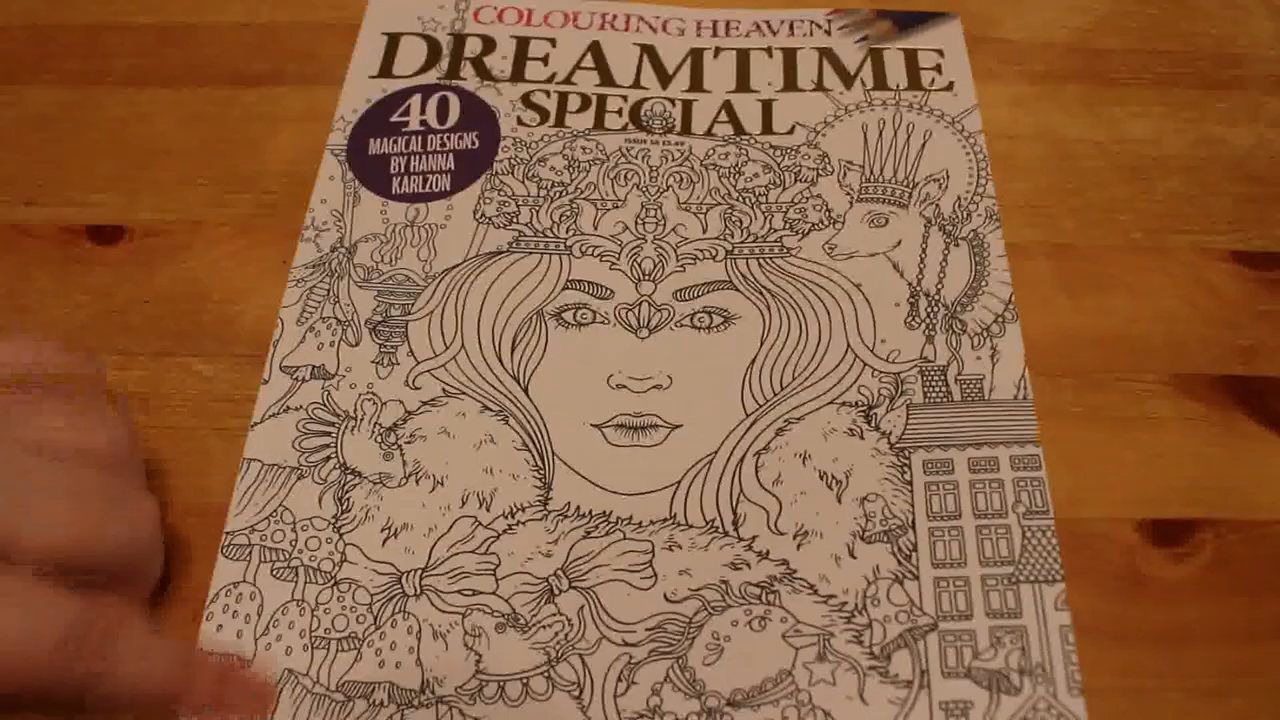 COLOURING HEAVEN
DREAMTIME
SPECIAL
40
MAGICAL DESIGNS
BY HANNA
KARLZON